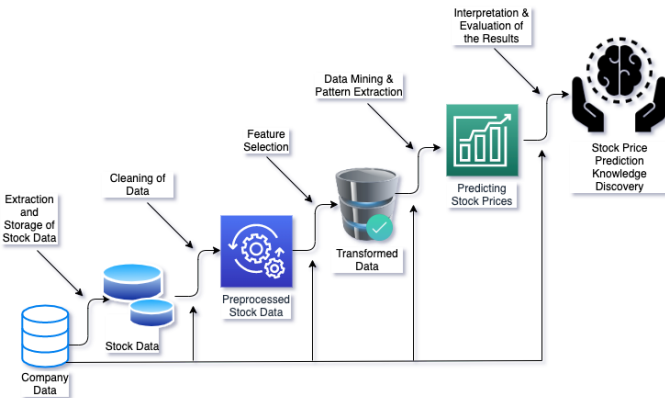 Interpretation &
Evaluation of
the Results
Data Mining &
Pattern Extraction
Feature
Selection
Cleaning of
Data
Extraction
and
Storage of
Stock Data
Stock Price
Prediction
Knowledge
Discovery
Predicting
Stock Prices
Transformed
Data
Preprocessed
Stock Data
Stock Data
Company
Data